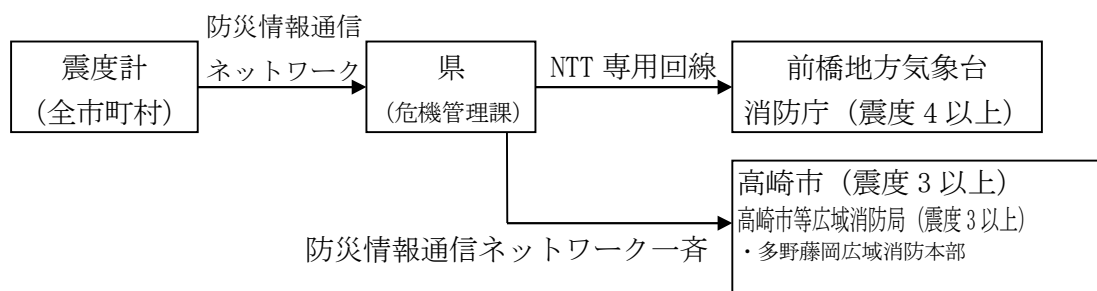 防災情報通信
ネットワーク
震度計
（全市町村）
県
（危機管理課）
NTT 専用回線
前橋地方気象台
消防庁（震度４以上）
防災情報通信ネットワーク一斉
高崎市（震度３以上）
高崎市等広域消防局（震度３以上）
・多野藤岡広域消防本部